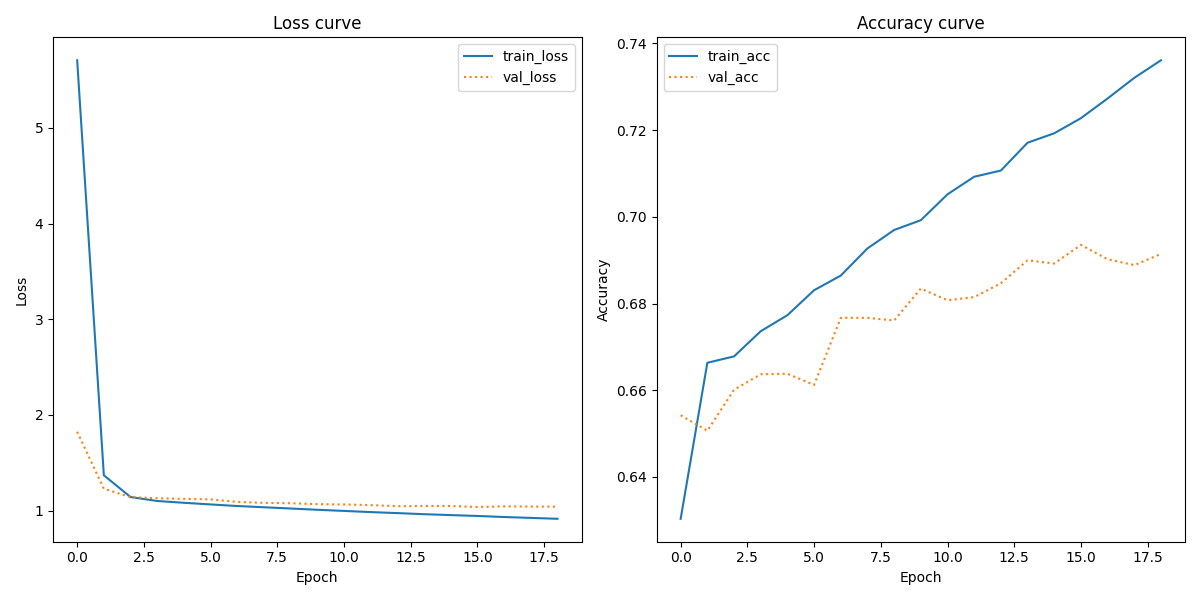 Loss curve
train_loss
val_loss
5
4
3
2
1
Loss
0.0 2.5 5.0 7.5 10.0 12.5 15.0 17.5
Epoch
Accuracy curve
train_acc
val_acc
0.74
0.72
0.70
0.68
0.66
0.64
Accuracy
0.0 2.5 5.0 7.5 10.0 12.5 15.0 17.5
Epoch